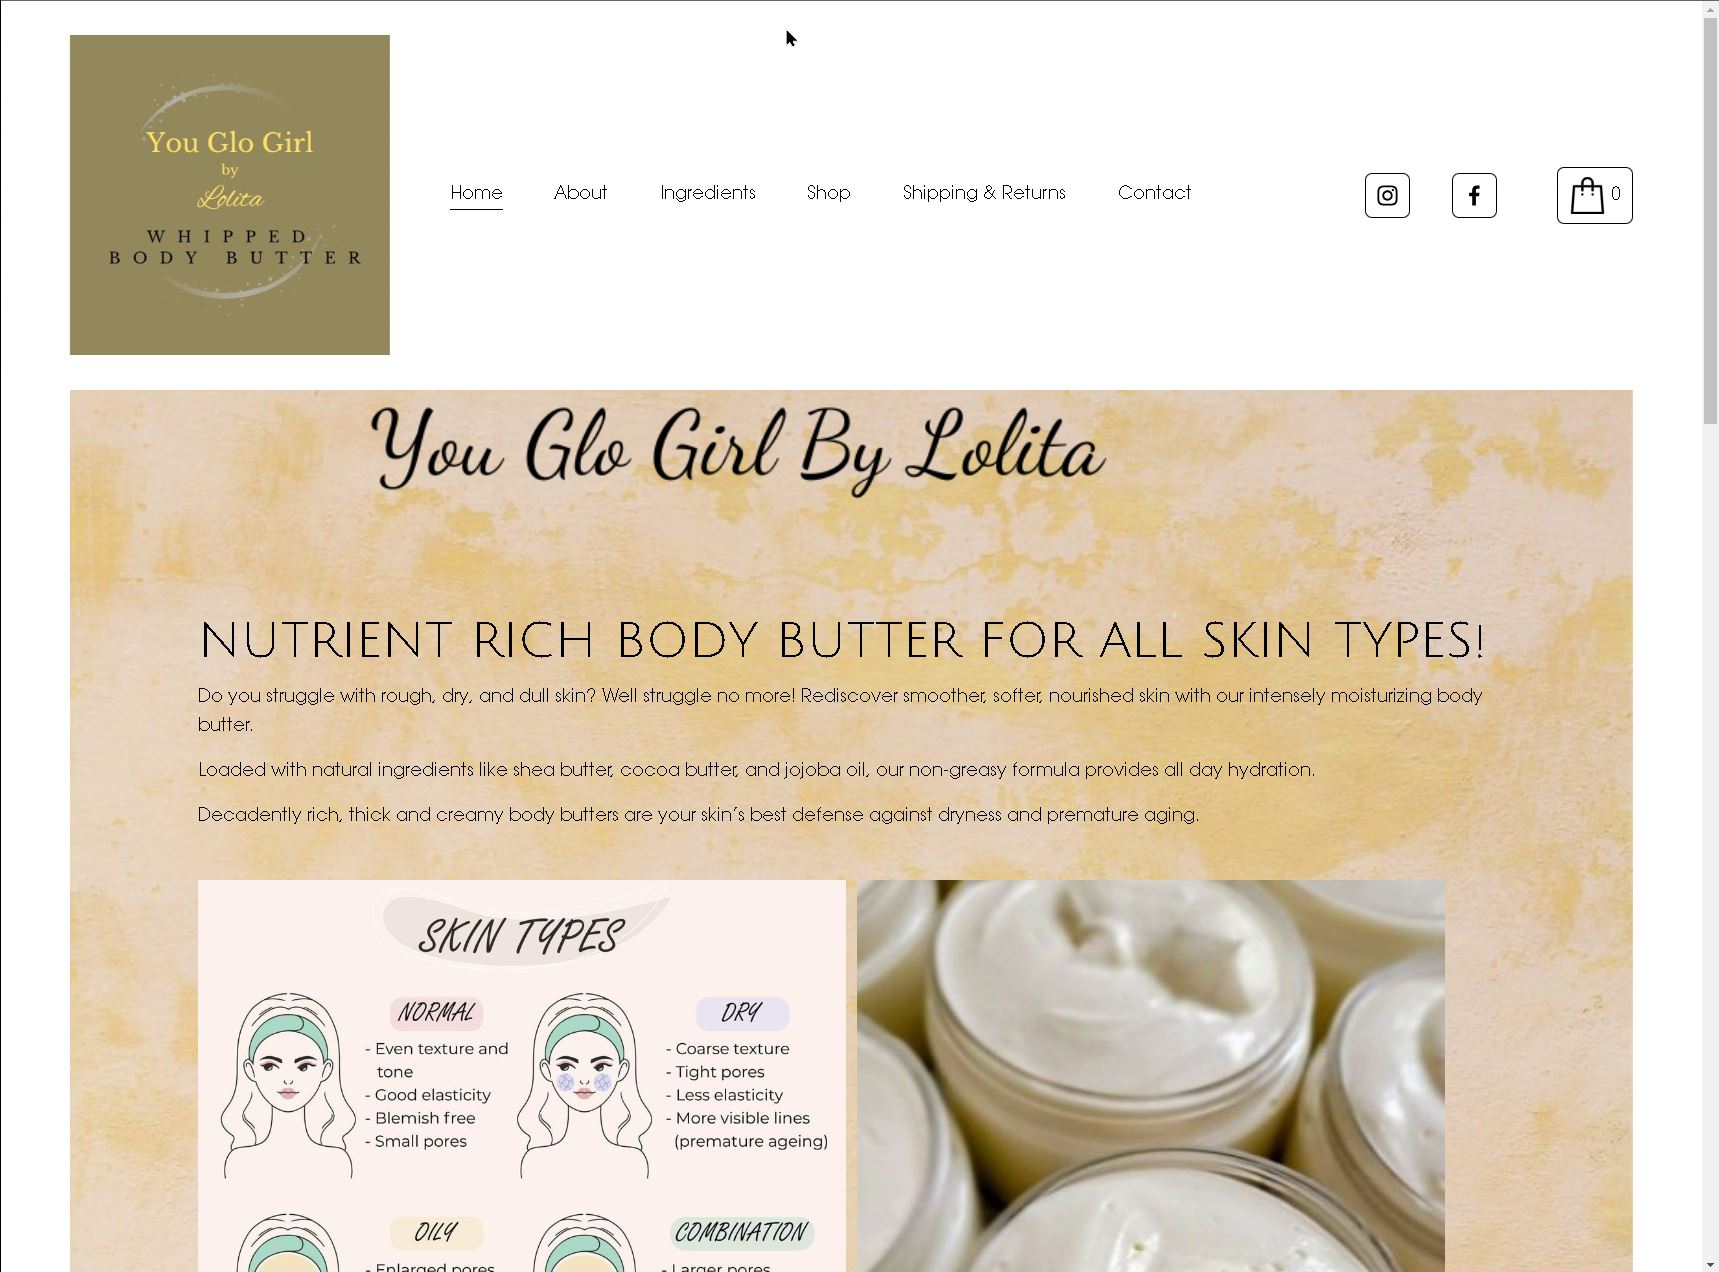 You Glo Girl
by
Lolita
WHIPPED
BODY BUTTER
Home About Ingredients Shop Shipping & Returns Contact
0
You Glo Girl By Lolita
NUTRIENT RICH BODY BUTTER FOR ALL SKIN TYPES!
Do you struggle with rough, dry, and dull skin? Well struggle no more! Rediscover smoother, softer, nourished skin with our intensely moisturizing body
butter.
Loaded with natural ingredients like shea butter, cocoa butter, and jojoba oil, our non-greasy formula provides all day hydration.
Decadently rich, thick and creamy body butters are your skin’s best defense against dryness and premature aging.
SKIN TYPES
NORMAL
- Even texture and
tone
- Good elasticity
- Blemish free
- Small pores
DRY
- Coarse texture
- Tight pores
- Less elasticity
- More visible lines
(premature ageing)
OILY
- Enlarged pores
COMBINATION
- Larger pores